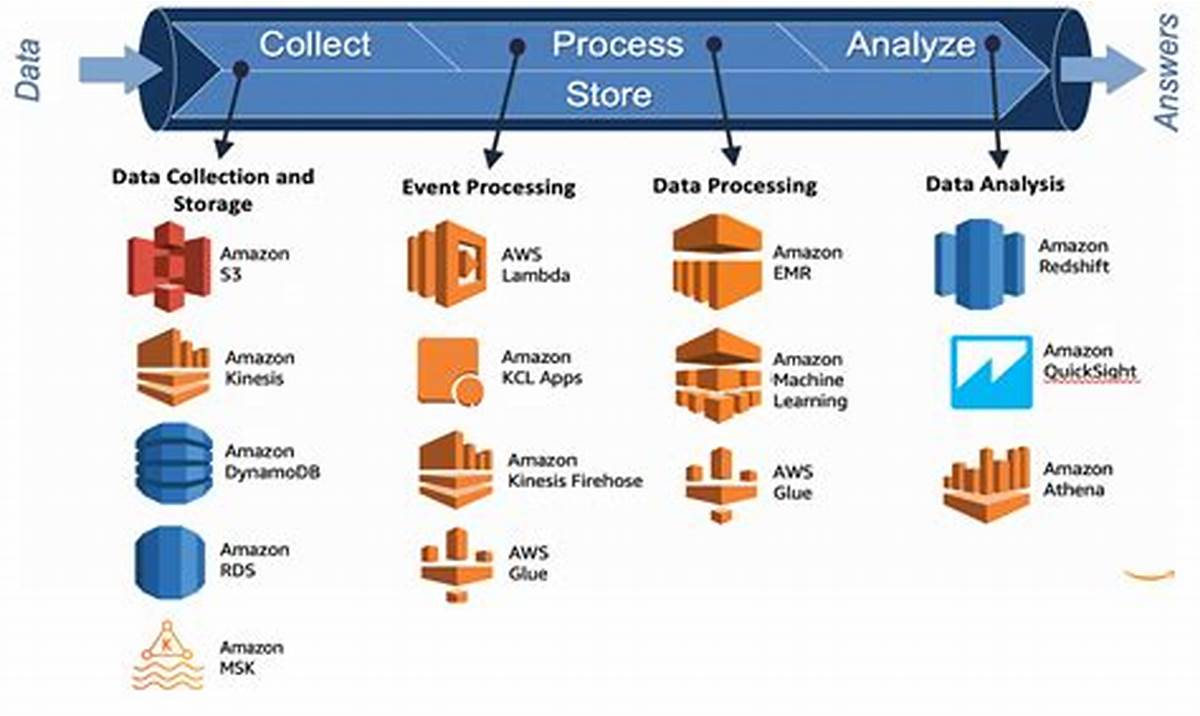 Data
Collect
Process
Analyze
Store
Answers
Data Collection and
Storage
Amazon
S3
Amazon
Kinesis
Amazon
DynamoDB
Amazon
RDS
K
Amazon
MSK
Event Processing
AWS
Lambda
Amazon
KCL Apps
Amazon
Kinesis Firehose
AWS
Glue
Data Processing
Amazon
EMR
Amazon
Machine
Learning
AWS
Glue
Data Analysis
Amazon
Redshift
Amazon
QuickSight
Amazon
Athena